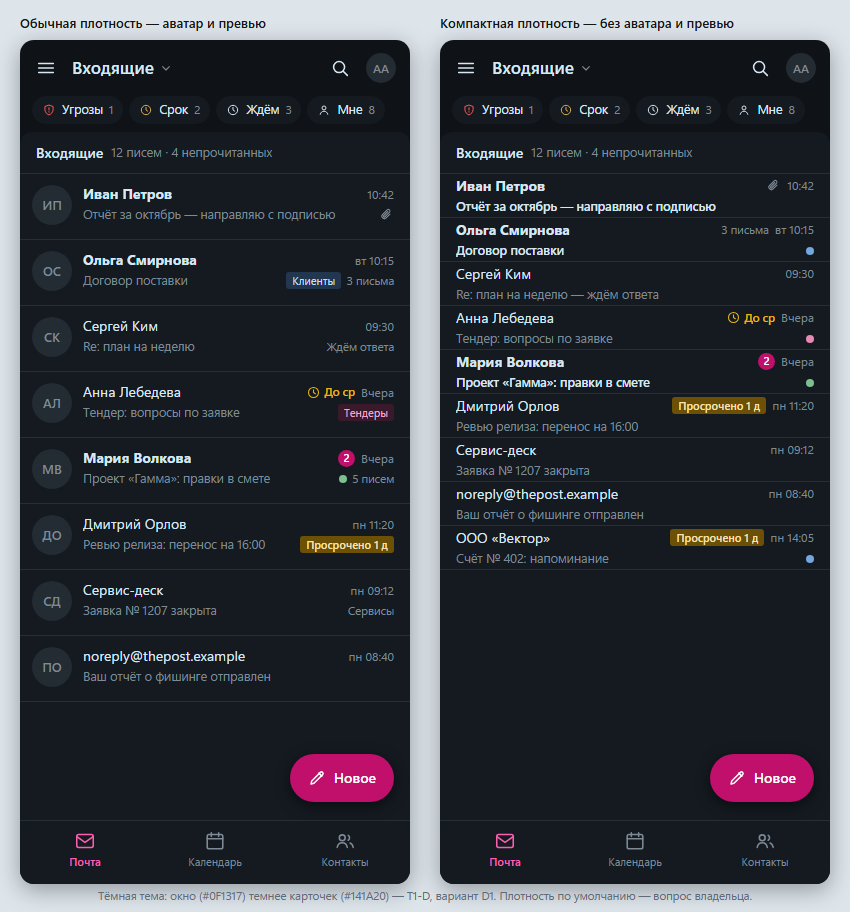 Обычная плотность — аватар и превью
Входящие
АА
Угрозы 1 Срок 2 Ждём 3 Мне 8
Входящие 12 писем · 4 непрочитанных
ИП Иван Петров 10:42
Отчёт за октябрь — направляю с подписью
ОС Ольга Смирнова вт 10:15
Договор поставки Клиенты 3 письма
СК Сергей Ким 09:30
Re: план на неделю Ждём ответа
АЛ Анна Лебедева До ср Вчера
Тендер: вопросы по заявке Тендеры
МВ Мария Волкова 2 Вчера
Проект «Гамма»: правки в смете 5 писем
ДО Дмитрий Орлов пн 11:20
Ревью релиза: перенос на 16:00 Просрочено 1 д
СД Сервис-деск пн 09:12
Заявка № 1207 закрыта Сервисы
ПО noreply@thepost.example пн 08:40
Ваш отчёт о фишинге отправлен
Новое
Почта Календарь Контакты
Компактная плотность — без аватара и превью
Входящие
АА
Угрозы 1 Срок 2 Ждём 3 Мне 8
Входящие 12 писем · 4 непрочитанных
Иван Петров 10:42
Отчёт за октябрь — направляю с подписью
Ольга Смирнова 3 письма вт 10:15
Договор поставки
Сергей Ким 09:30
Re: план на неделю — ждём ответа
Анна Лебедева До ср Вчера
Тендер: вопросы по заявке
Мария Волкова 2 Вчера
Проект «Гамма»: правки в смете
Дмитрий Орлов Просрочено 1 д пн 11:20
Ревью релиза: перенос на 16:00
Сервис-деск пн 09:12
Заявка № 1207 закрыта
noreply@thepost.example пн 08:40
Ваш отчёт о фишинге отправлен
ООО «Вектор» Просрочено 1 д пн 14:05
Счёт № 402: напоминание
Новое
Почта Календарь Контакты
Тёмная тема: окно (#0F1317) темнее карточек (#141A20) — T1-D, вариант D1. Плотность по умолчанию — вопрос владельца.